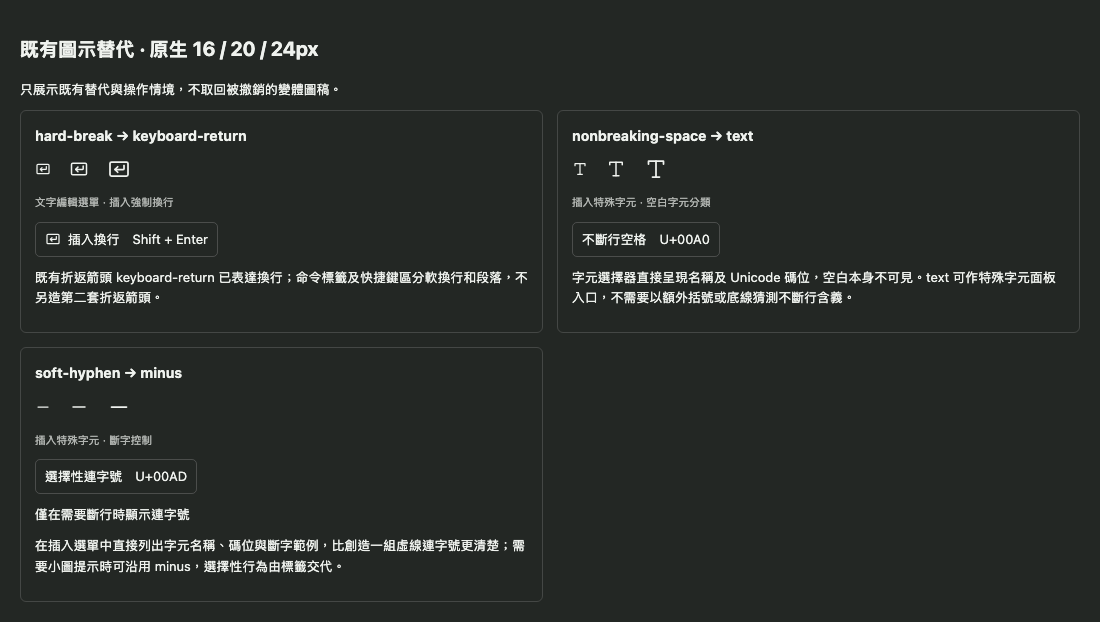 既有圖示替代 · 原生 16 / 20 / 24px
只展示既有替代與操作情境，不取回被撤銷的變體圖稿。
hard-break → keyboard-return
文字編輯選單 · 插入強制換行
插入換行 Shift + Enter
既有折返箭頭 keyboard-return 已表達換行；命令標籤及快捷鍵區分軟換行和段落，不
另造第二套折返箭頭。
nonbreaking-space → text
插入特殊字元 · 空白字元分類
不斷行空格 U+00A0
字元選擇器直接呈現名稱及 Unicode 碼位，空白本身不可見。text 可作特殊字元面板
入口，不需要以額外括號或底線猜測不斷行含義。
soft-hyphen → minus
插入特殊字元 · 斷字控制
選擇性連字號 U+00AD
僅在需要斷行時顯示連字號
在插入選單中直接列出字元名稱、碼位與斷字範例，比創造一組虛線連字號更清楚；需
要小圖提示時可沿用 minus，選擇性行為由標籤交代。